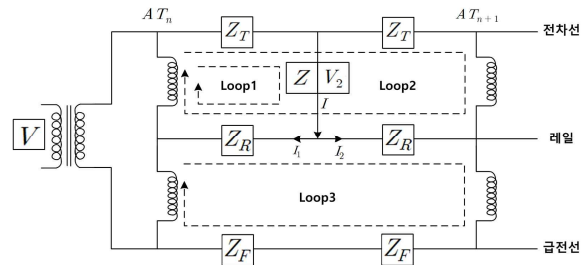 AT_n
AT_{n+1}
Z_T
Z_T
전차선
Z
V_2
Loop1
Loop2
I
V
Z_R
I_1
I_2
Z_R
레일
Loop3
Z_F
Z_F
급전선